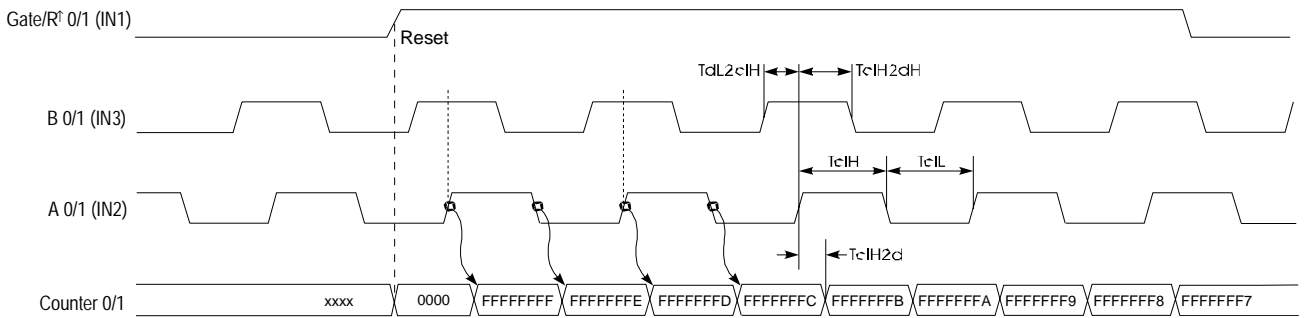 Gate/R↑ 0/1 (IN1)
Reset
TdL2clH
TclH2dH
B 0/1 (IN3)
TclH
TclL
A 0/1 (IN2)
TclH2d
Counter 0/1
xxxx
0000
FFFFFFFF
FFFFFFFE
FFFFFFFD
FFFFFFFC
FFFFFFFB
FFFFFFFA
FFFFFFF9
FFFFFFF8
FFFFFFF7